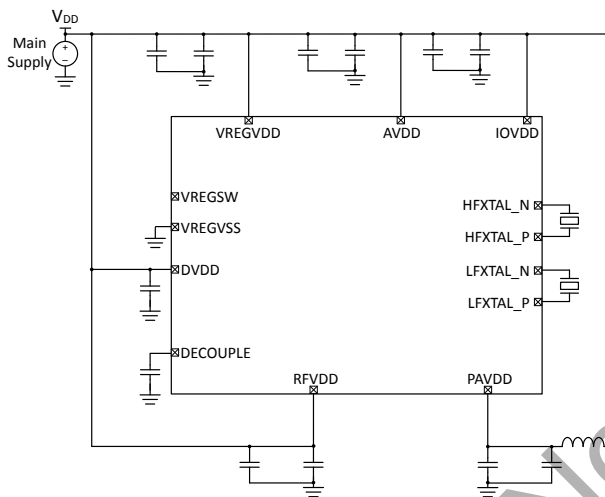 VDD
Main
Supply
VREGVDD
AVDD
IOVDD
VREGSW
VREGVSS
DVDD
DECOUPLE
HFXTAL_N
HFXTAL_P
LFXTAL_N
LFXTAL_P
RFVDD
PAVDD